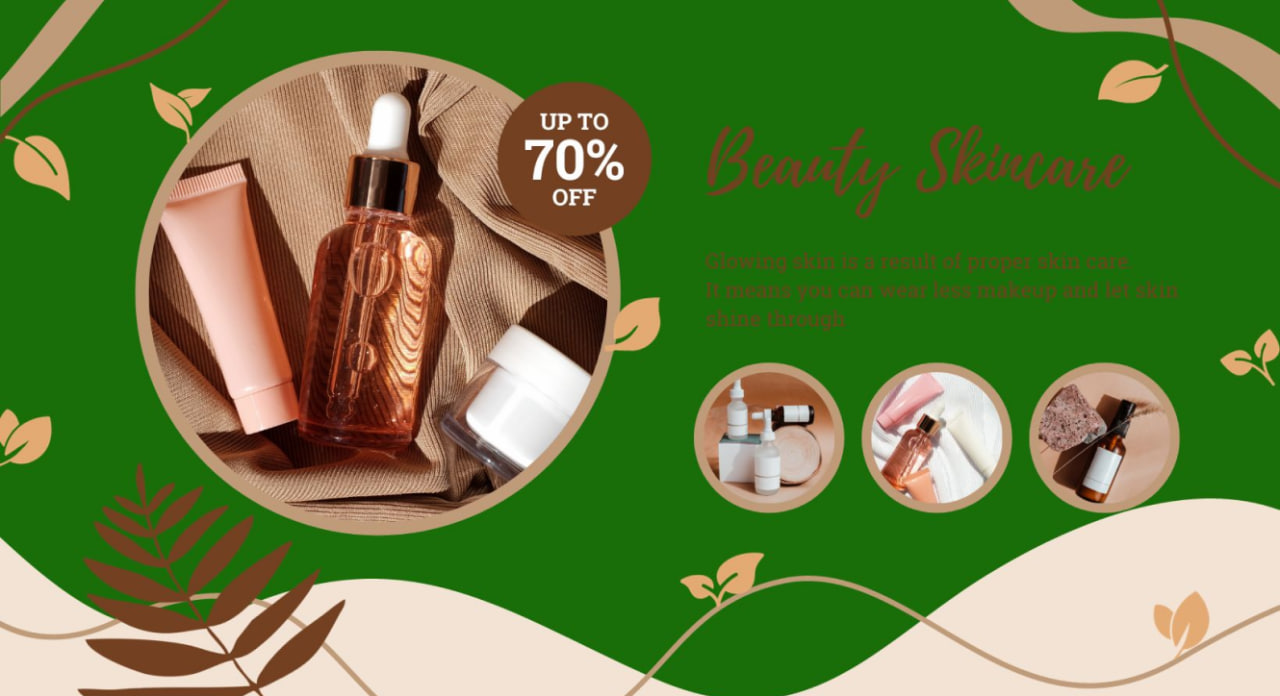 UP TO
70%
OFF
Beauty Skincare
Glowing skin is a result of proper skin care.
It means you can wear less makeup and let skin
shine through